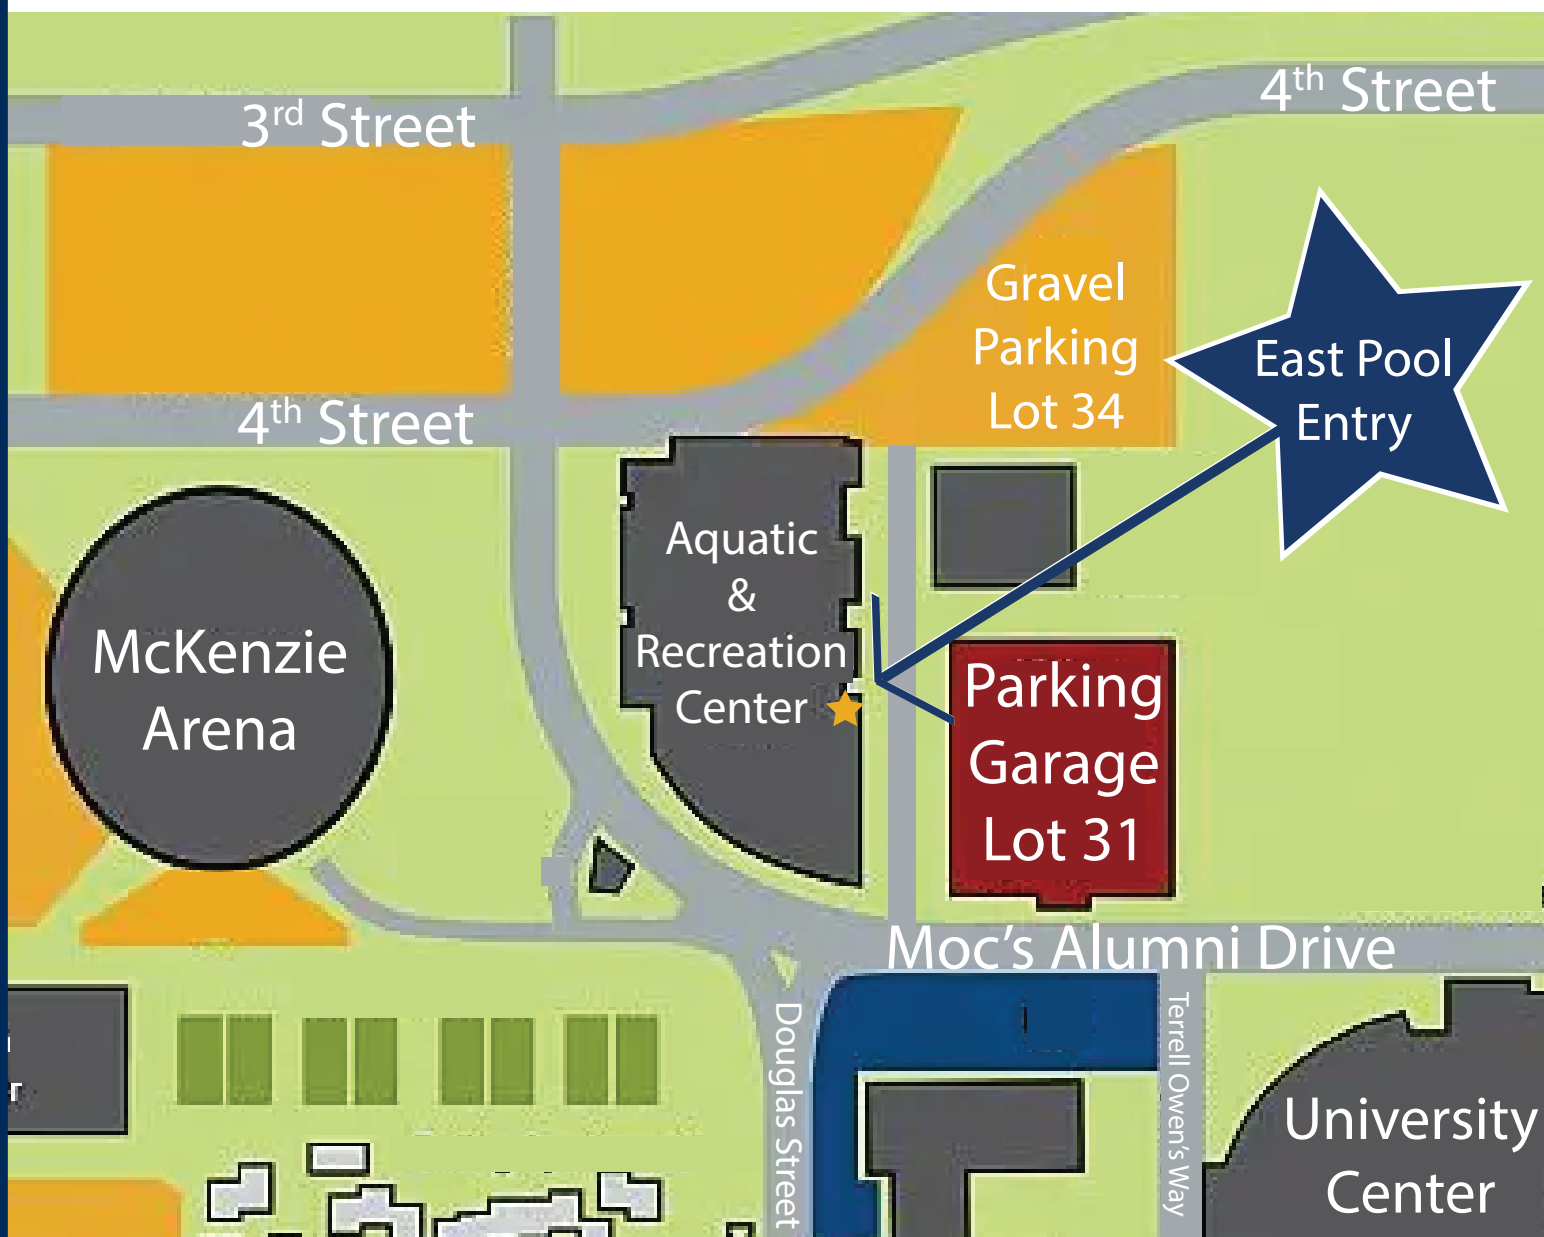 4th Street
3rd Street
Gravel
Parking
Lot 34
East Pool
Entry
4th Street
Aquatic
&
Recreation
Center
McKenzie
Arena
Parking
Garage
Lot 31
Moc's Alumni Drive
Douglas Street
Terrell Owen's Way
University
Center
r